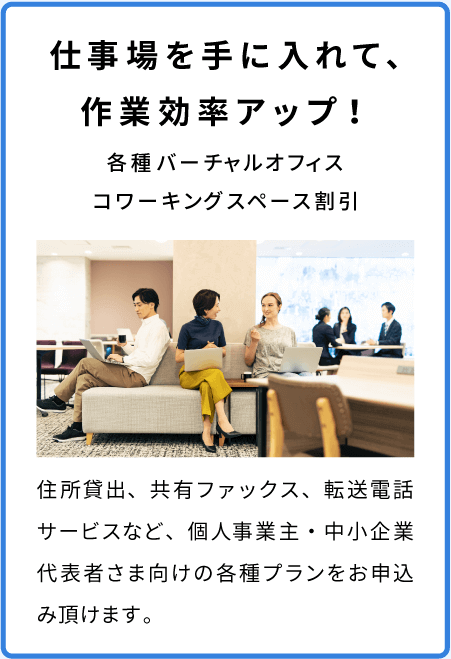 仕事場を手に入れて、
作業効率アップ！
各種バーチャルオフィス
コワーキングスペース割引
住所貸出、共有ファックス、転送電話
サービスなど、個人事業主・中小企業
代表者さま向けの各種プランをお申込
み頂けます。